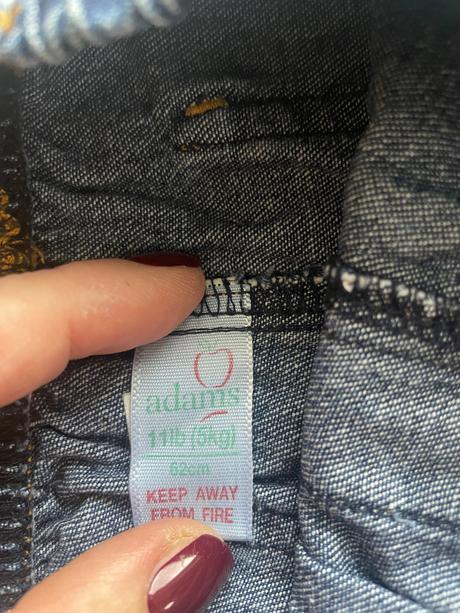 adams
11lb (5kg)
62cm
KEEP AWAY
FROM FIRE